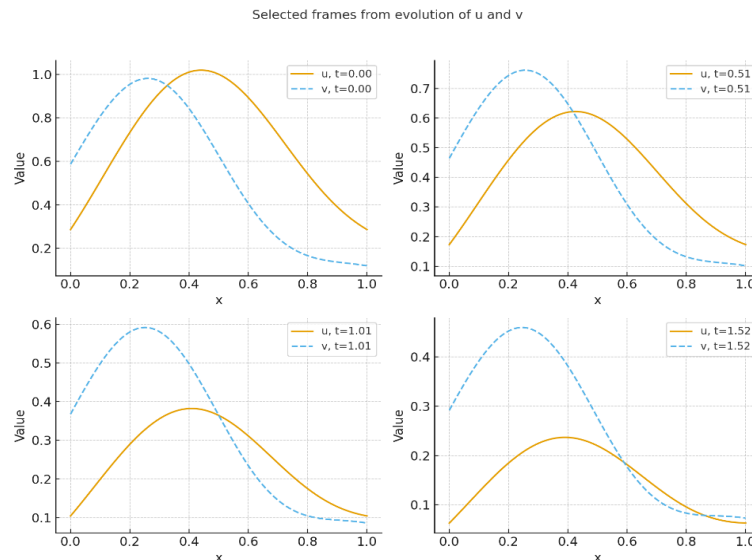 Selected frames from evolution of u and v
u, t=0.00
v, t=0.00
Value
1.0
0.8
0.6
0.4
0.2
0.0 0.2 0.4 0.6 0.8 1.0
x
u, t=0.51
v, t=0.51
Value
0.7
0.6
0.5
0.4
0.3
0.2
0.1
0.0 0.2 0.4 0.6 0.8 1.0
x
u, t=1.01
v, t=1.01
Value
0.6
0.5
0.4
0.3
0.2
0.1
0.0 0.2 0.4 0.6 0.8 1.0
x
u, t=1.52
v, t=1.52
Value
0.4
0.3
0.2
0.1
0.0 0.2 0.4 0.6 0.8 1.0
x